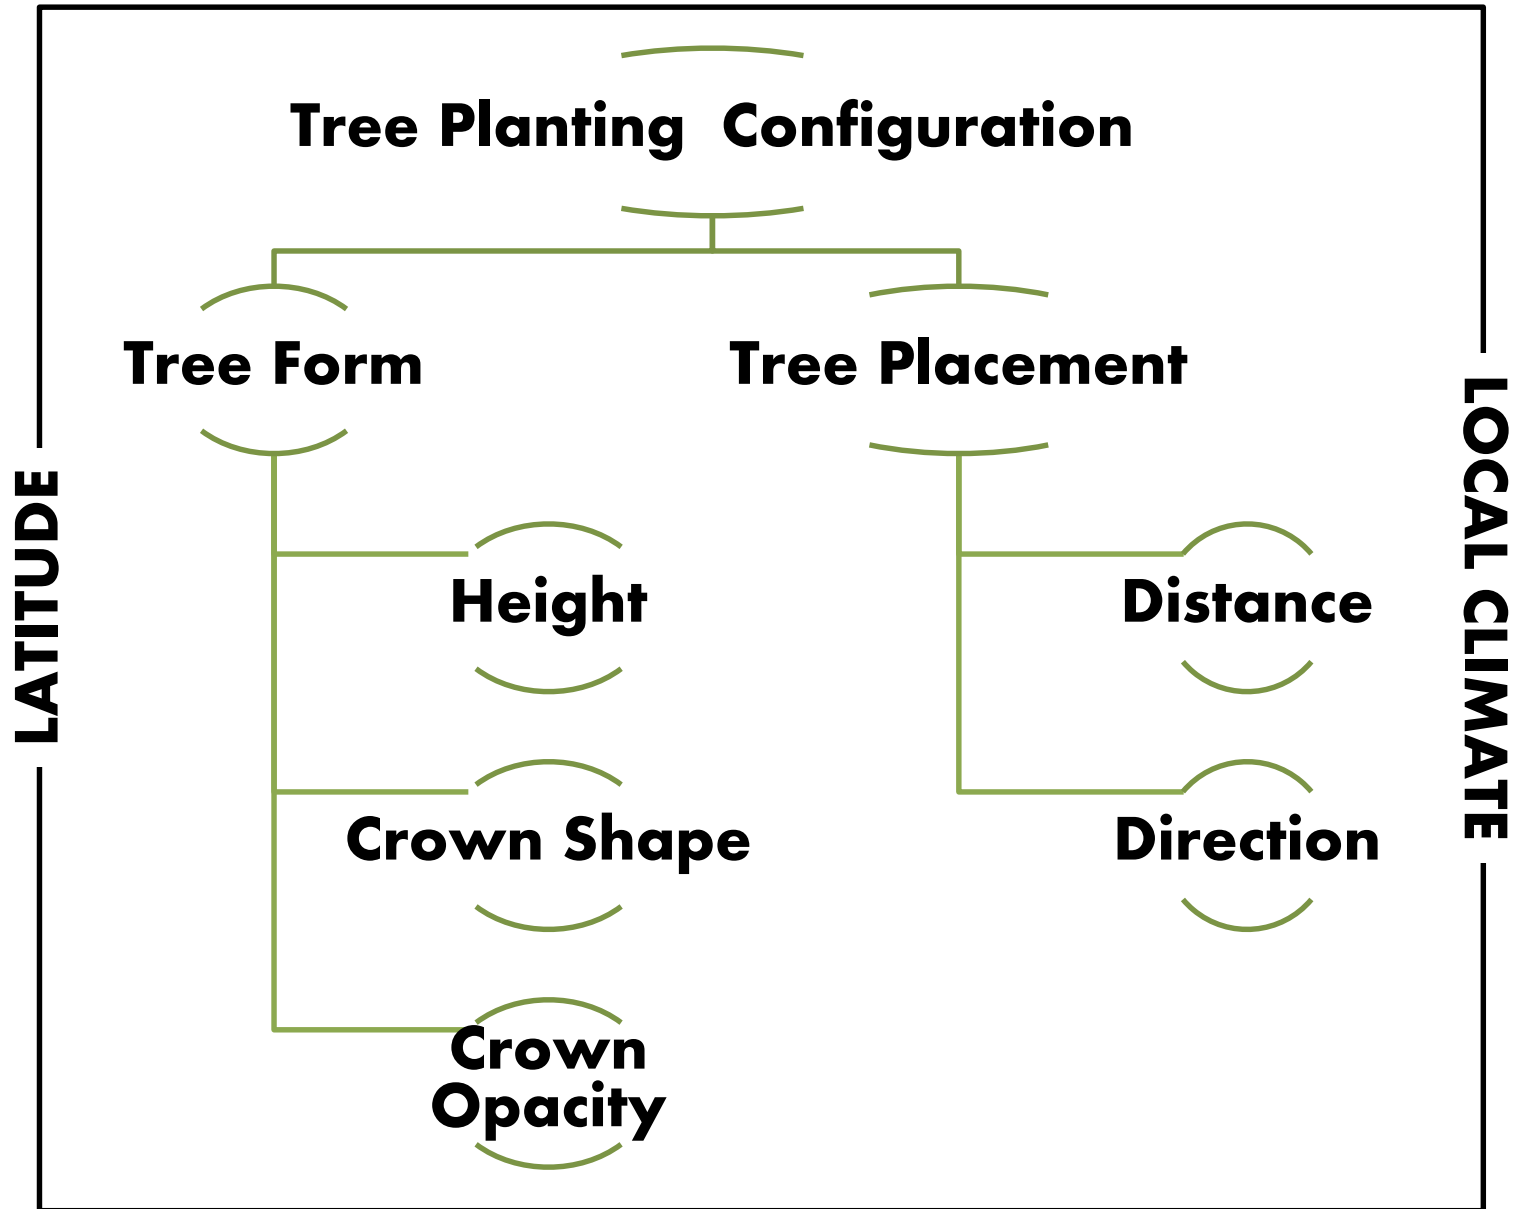 Tree Planting Configuration
Tree Form
Tree Placement
LATITUDE
LOCAL CLIMATE
Height
Distance
Crown Shape
Direction
Crown
Opacity